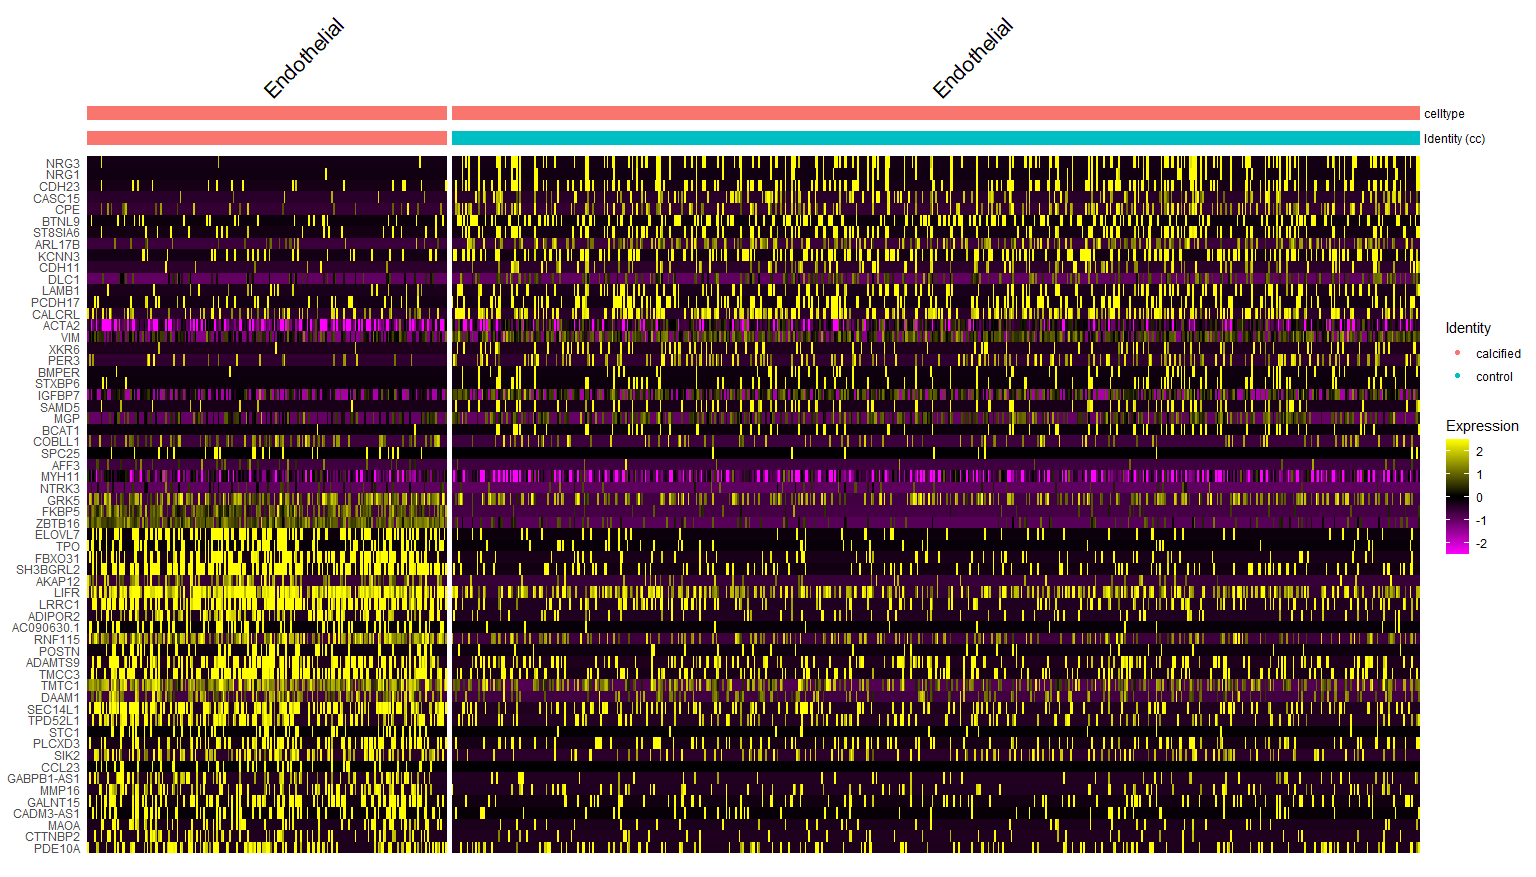 Endothelial
Endothelial
celltype
Identity (cc)
NRG3
NRG1
CDH23
CASC15
CPE
BTNL9
ST8SIA6
ARL17B
KCNN3
CDH11
DLC1
LAMB1
PCDH17
CALCRL
ACTA2
VIM
XKR6
PER3
BMPER
STXBP6
IGFBP7
SAMD5
MGP
BCAT1
COBLL1
SPC25
AFF3
MYH11
NTRK3
GRK5
FKBP5
ZBTB16
ELOVL7
TPO
FBXO31
SH3BGRL2
AKAP12
LIFR
LRRC1
ADIPOR2
AC090630.1
RNF115
POSTN
ADAMTS9
TMCC3
TMTC1
DAAM1
SEC14L1
TPD52L1
STC1
PLCXD3
SIK2
CCL23
GABPB1-AS1
MMP16
GALNT15
CADM3-AS1
MAOA
CTTNBP2
PDE10A
Identity
calcified
control
Expression
2
1
0
-1
-2